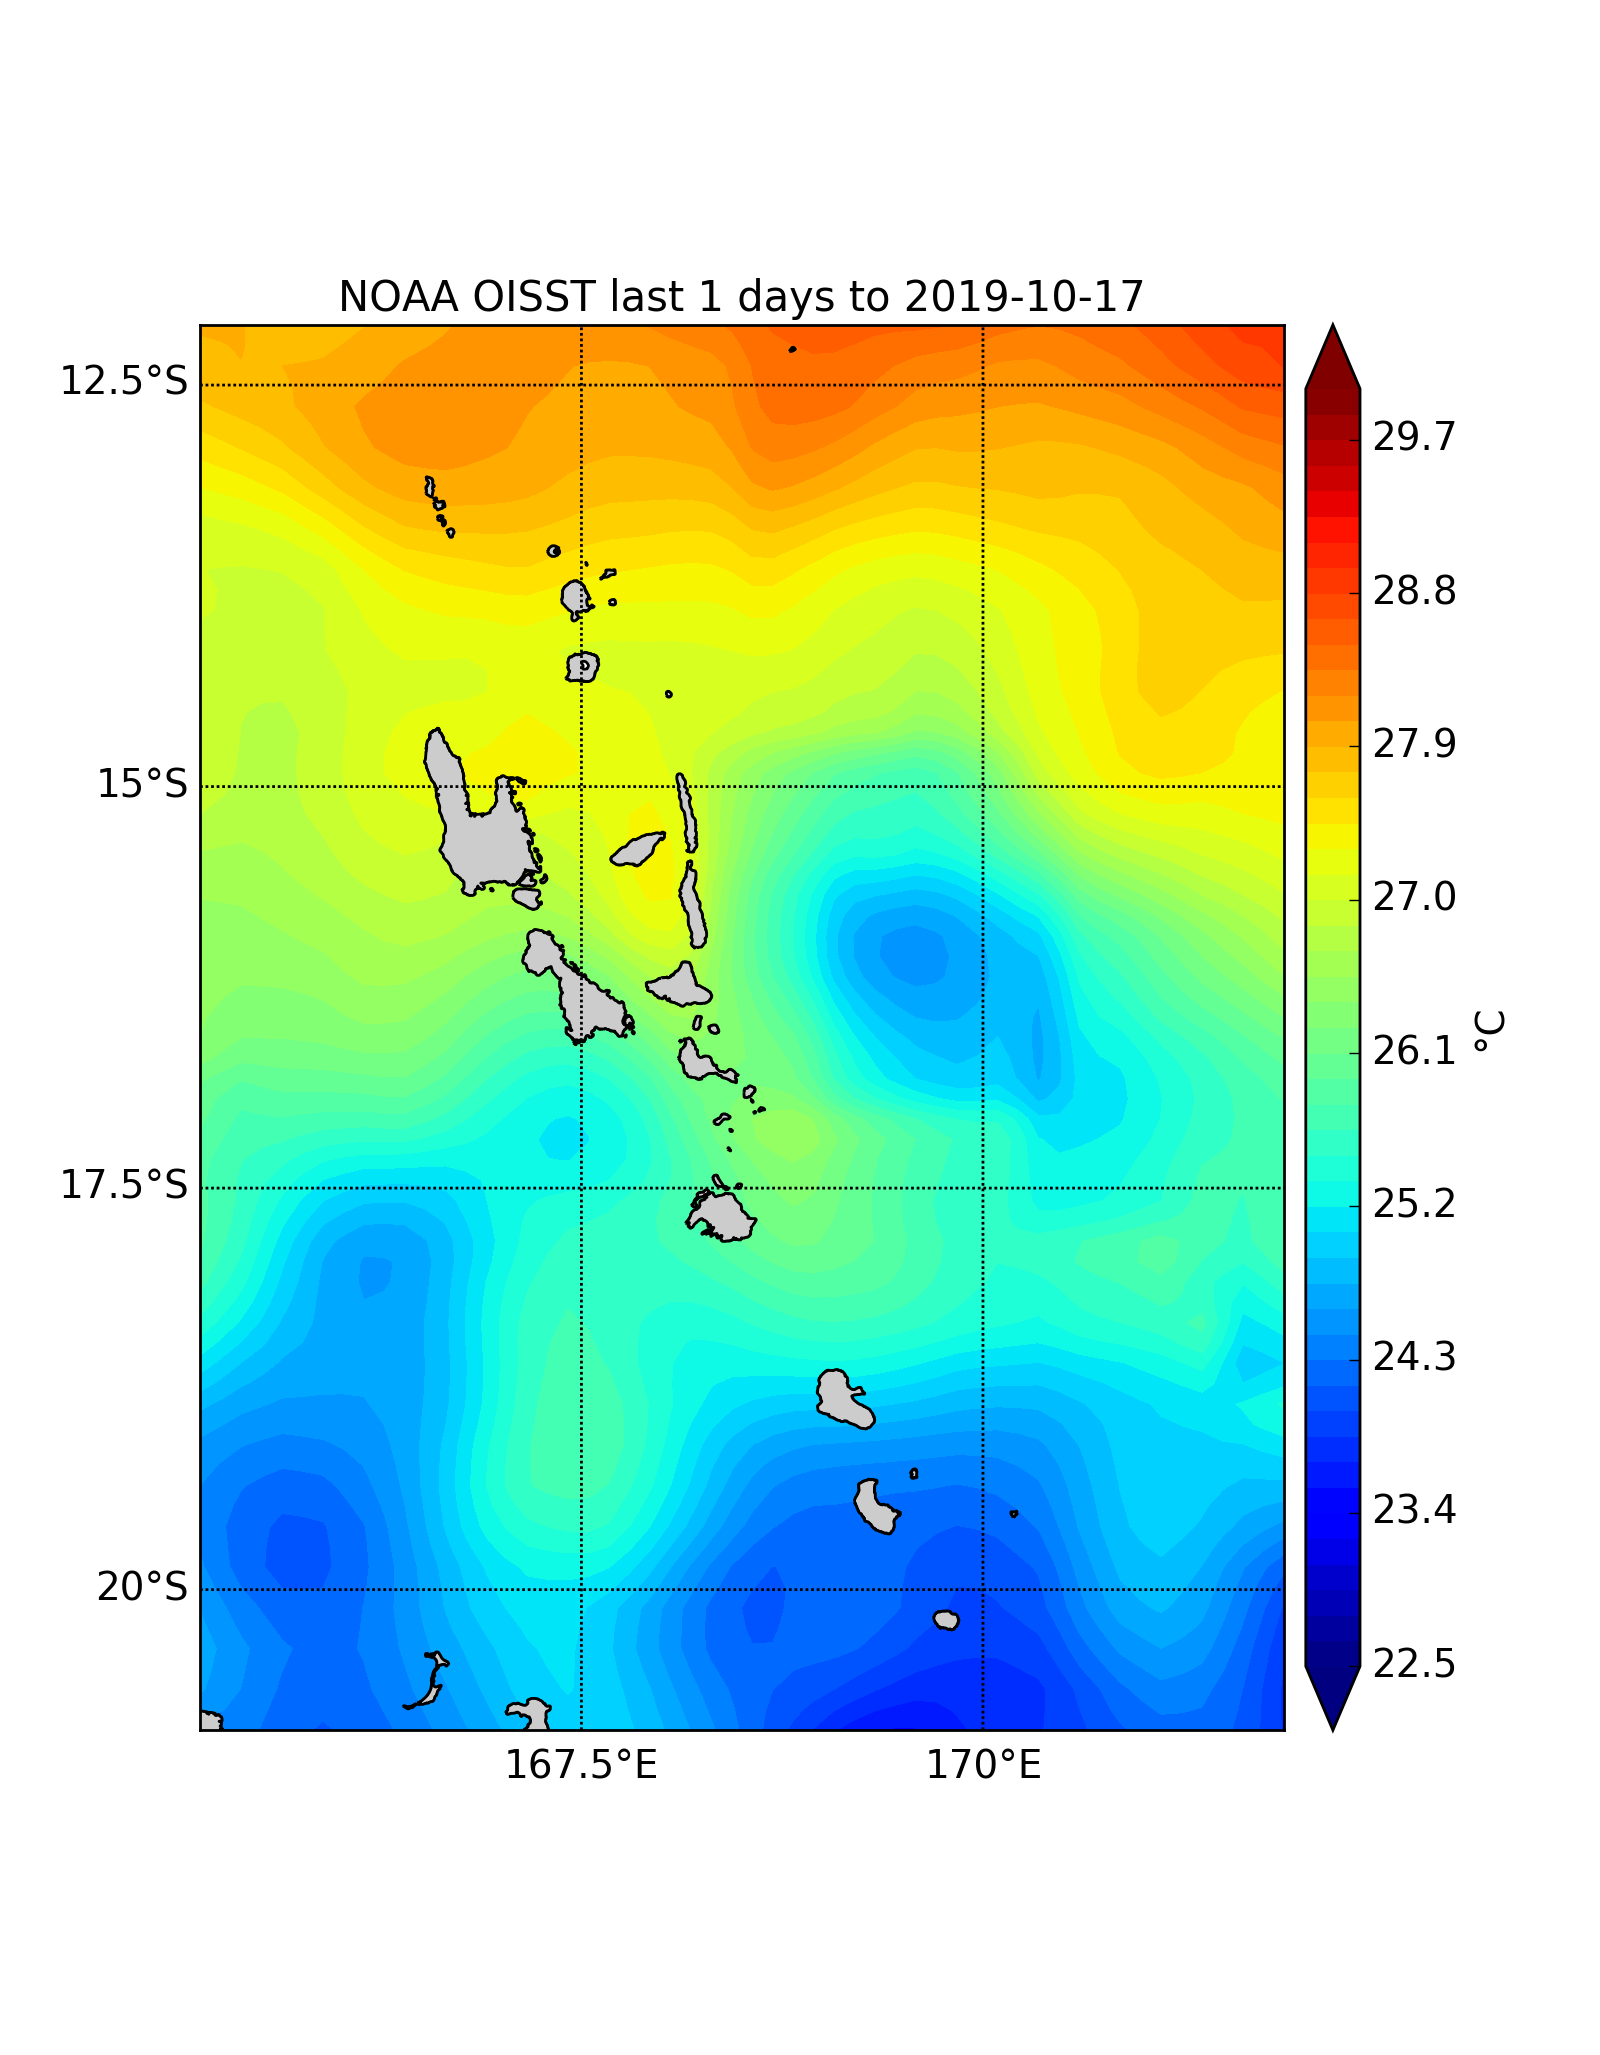 NOAA OISST last 1 days to 2019-10-17
12.5°S
15°S
17.5°S
20°S
167.5°E
170°E
29.7
28.8
27.9
27.0
26.1
25.2
24.3
23.4
22.5
°C